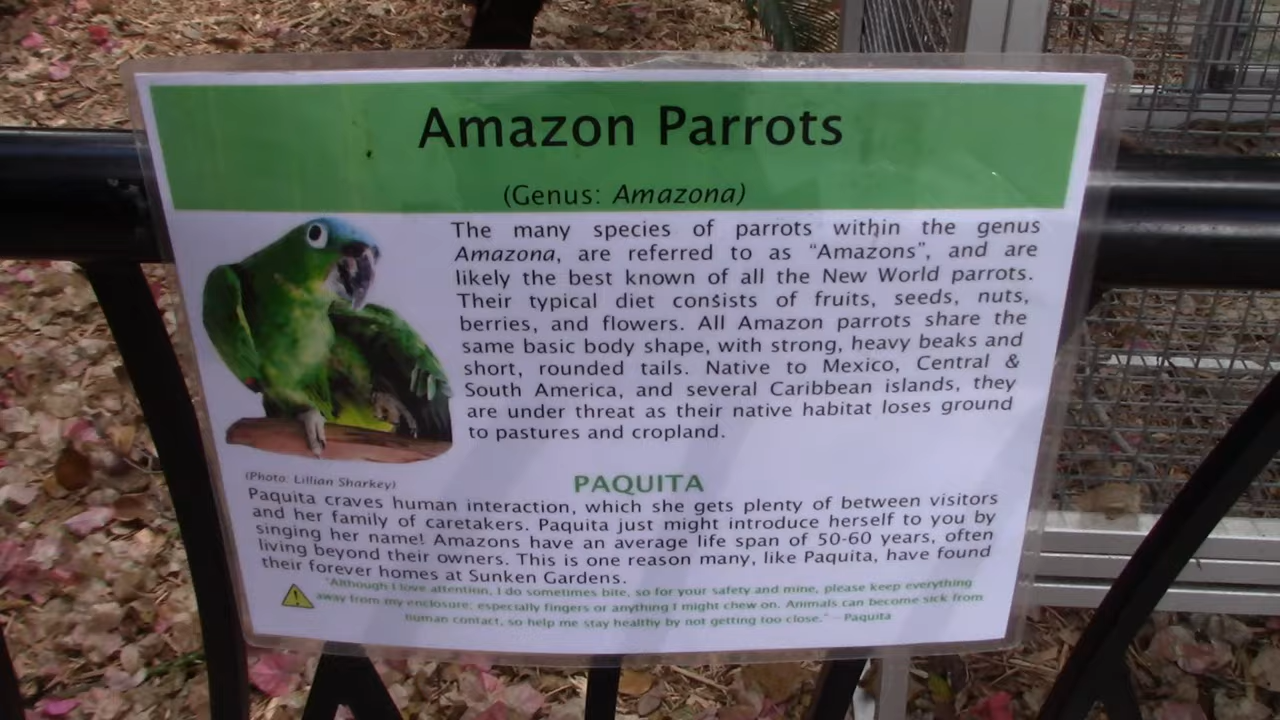 Amazon Parrots
(Genus: Amazona)
The many species of parrots within the genus
Amazona, are referred to as “Amazons”, and are
likely the best known of all the New World parrots.
Their typical diet consists of fruits, seeds, nuts,
berries, and flowers. All Amazon parrots share the
same basic body shape, with strong, heavy beaks and
short, rounded tails. Native to Mexico, Central &
South America, and several Caribbean islands, they
are under threat as their native habitat loses ground
to pastures and cropland.
(Photo: Lillian Sharkey)
PAQUITA
Paquita craves human interaction, which she gets plenty of between visitors
and her family of caretakers. Paquita just might introduce herself to you by
singing her name! Amazons have an average life span of 50-60 years, often
living beyond their owners. This is one reason many, like Paquita, have found
their forever homes at Sunken Gardens.
"Although I love attention, I do sometimes bite, so for your safety and mine, please keep everything
away from my enclosure; especially fingers or anything I might chew on. Animals can become sick from
human contact, so help me stay healthy by not getting too close." - Paquita